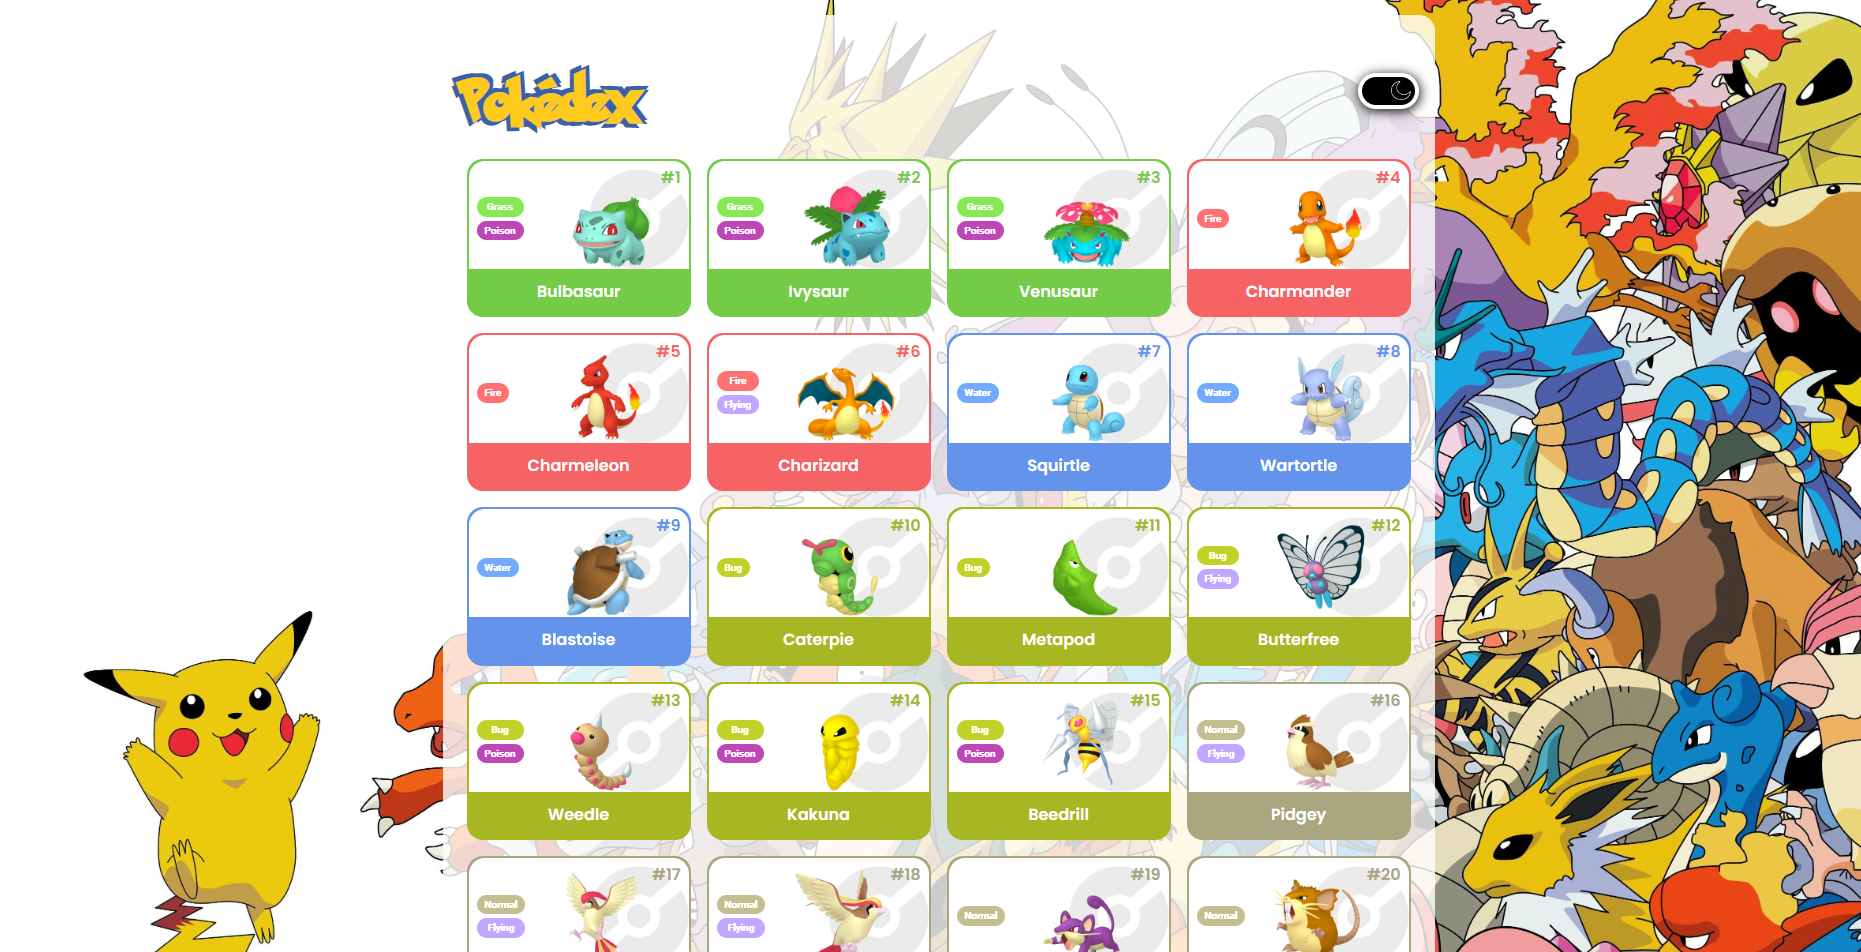 Pokédex
#1
Grass
Poison
Bulbasaur
#2
Grass
Poison
Ivysaur
#3
Grass
Poison
Venusaur
#4
Fire
Charmander
#5
Fire
Charmeleon
#6
Fire
Flying
Charizard
#7
Water
Squirtle
#8
Water
Wartortle
#9
Water
Blastoise
#10
Bug
Caterpie
#11
Bug
Metapod
#12
Bug
Flying
Butterfree
#13
Bug
Poison
Weedle
#14
Bug
Poison
Kakuna
#15
Bug
Poison
Beedrill
#16
Normal
Flying
Pidgey
#17
Normal
Flying
#18
Normal
Flying
#19
Normal
#20
Normal